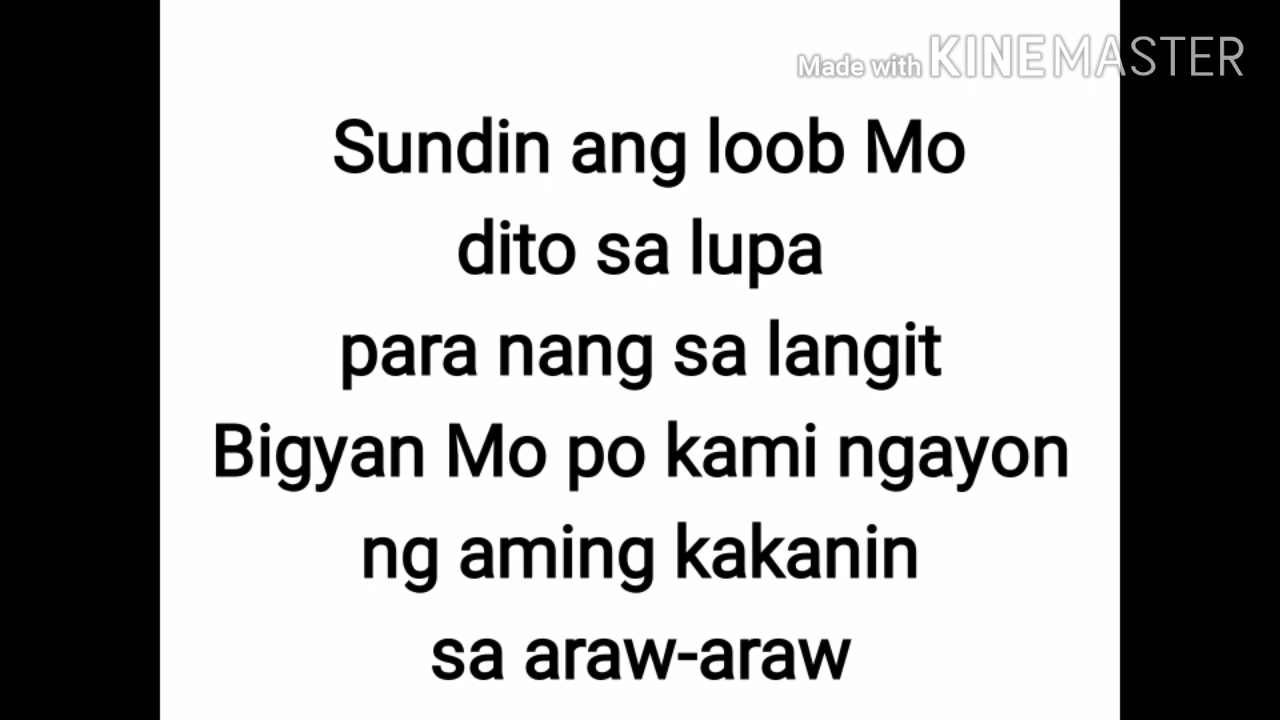 Made with KINEMASTER
Sundin ang loob Mo
dito sa lupa
para nang sa langit
Bigyan Mo po kami ngayon
ng aming kakanin
sa araw-araw